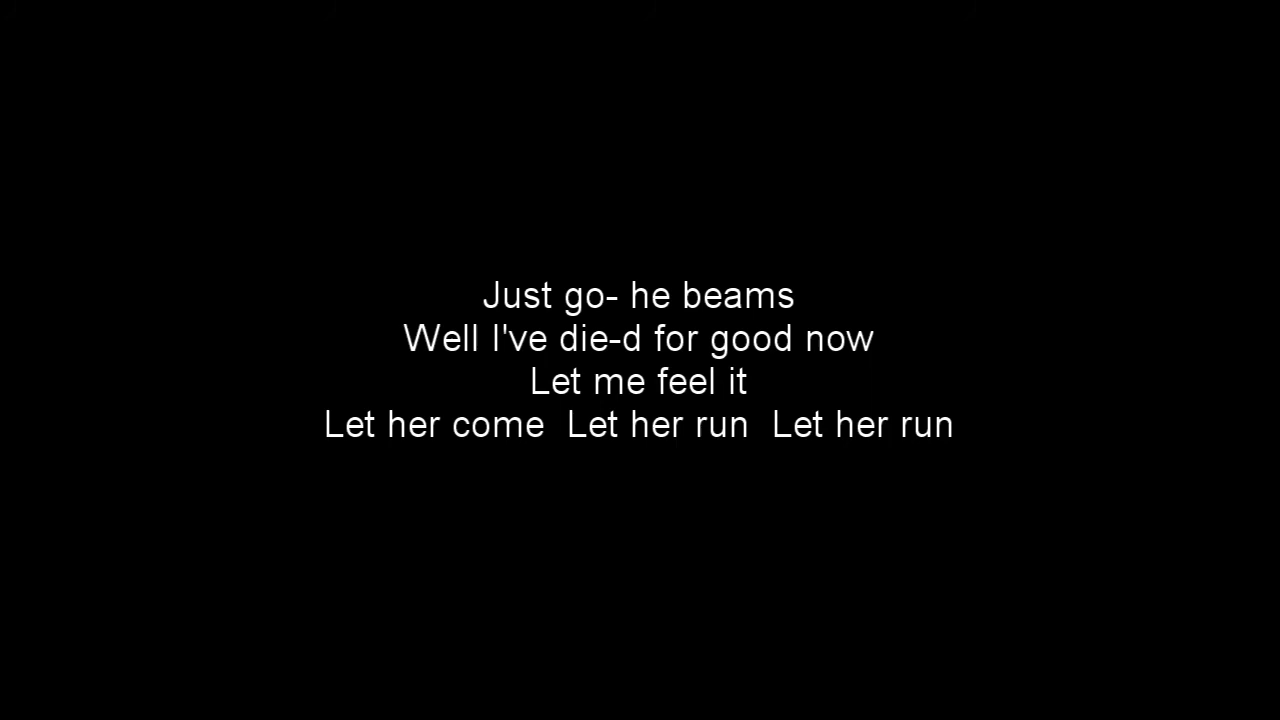 Just go- he beams
Well I've die-d for good now
Let me feel it
Let her come  Let her run  Let her run